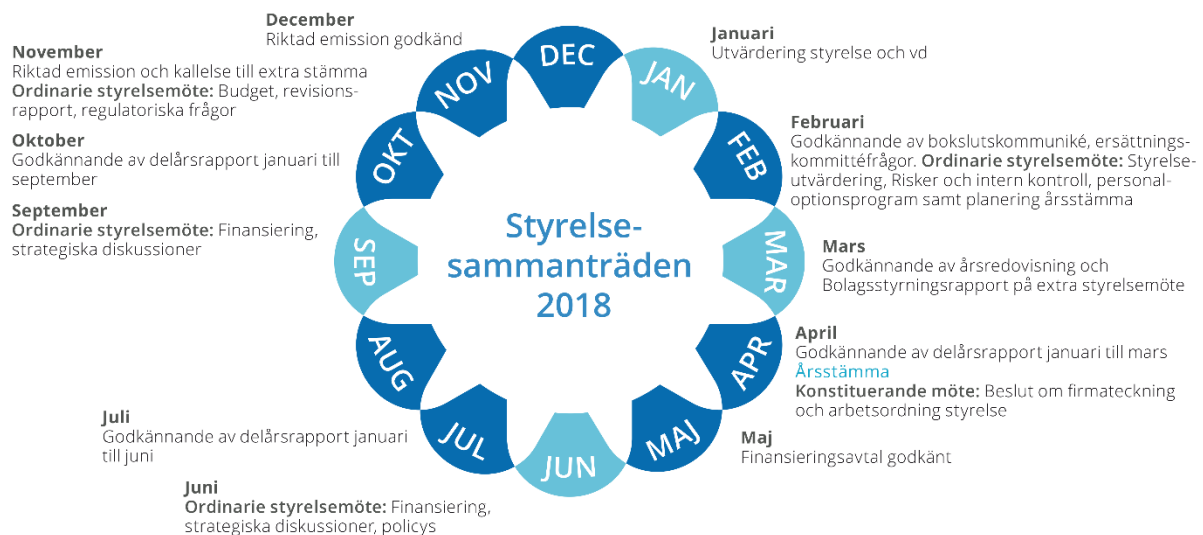 Styrelse-
sammanträden
2018
JAN
FEB
MAR
APR
MAJ
JUN
JUL
AUG
SEP
OKT
NOV
DEC
Januari
Utvärdering styrelse och vd
Februari
Godkännande av bokslutskommuniké, ersättnings-
kommittéfrågor. Ordinarie styrelsemöte: Styrelse-
utvärdering, Risker och intern kontroll, personal-
optionsprogram samt planering årsstämma
Mars
Godkännande av årsredovisning och
Bolagsstyrningsrapport på extra styrelsemöte
April
Godkännande av delårsrapport januari till mars
Årsstämma
Konstituerande möte: Beslut om firmateckning
och arbetsordning styrelse
Maj
Finansieringsavtal godkänt
Juni
Ordinarie styrelsemöte: Finansiering,
strategiska diskussioner, policys
Juli
Godkännande av delårsrapport januari
till juni
September
Ordinarie styrelsemöte: Finansiering,
strategiska diskussioner
Oktober
Godkännande av delårsrapport januari till
september
November
Riktad emission och kallelse till extra stämma
Ordinarie styrelsemöte: Budget, revisions-
rapport, regulatoriska frågor
December
Riktad emission godkänd